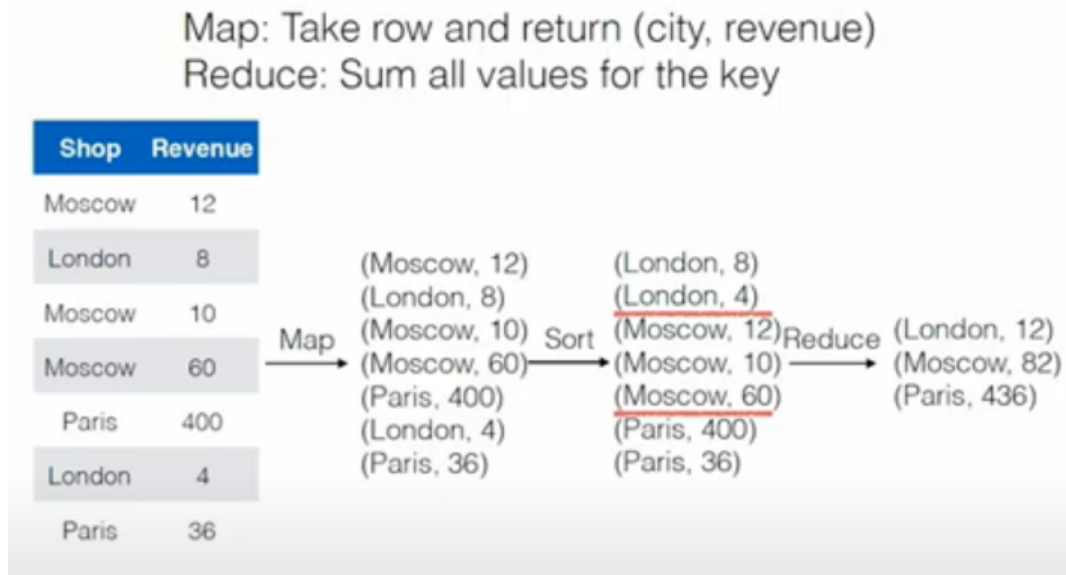 Map: Take row and return (city, revenue)
Reduce: Sum all values for the key
Shop Revenue
Moscow 12
London 8
Moscow 10
Moscow 60
Paris 400
London 4
Paris 36
Map
(Moscow, 12)
(London, 8)
(Moscow, 10)
(Moscow, 60)
(Paris, 400)
(London, 4)
(Paris, 36)
Sort
(London, 8)
(London, 4)
(Moscow, 12)
(Moscow, 10)
(Moscow, 60)
(Paris, 400)
(Paris, 36)
Reduce
(London, 12)
(Moscow, 82)
(Paris, 436)